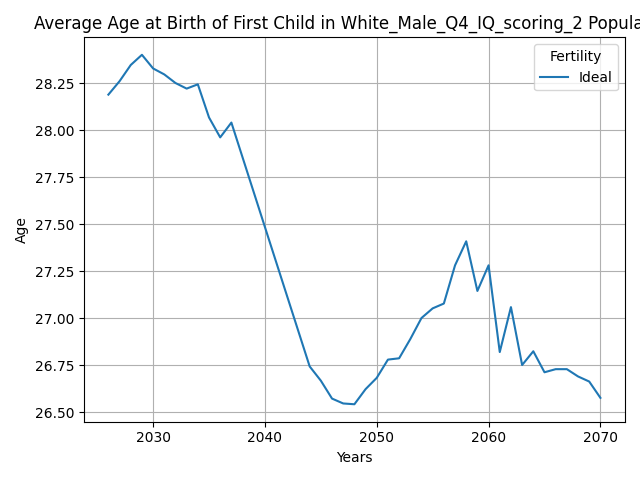 Average Age at Birth of First Child in White_Male_Q4_IQ_scoring_2 Popula
Fertility
Ideal
28.25
28.00
27.75
27.50
27.25
27.00
26.75
26.50
Age
2030 2040 2050 2060 2070
Years